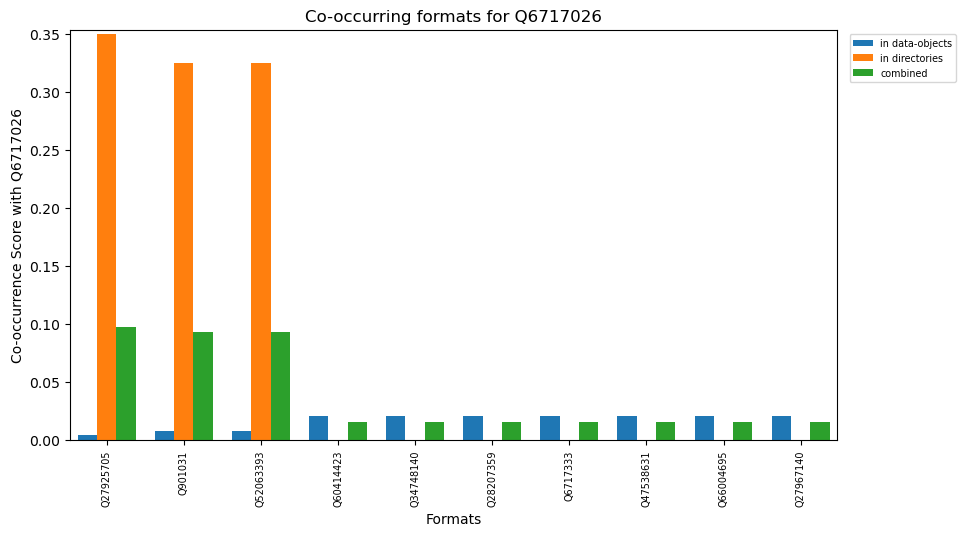 Co-occurring formats for Q6717026
in data-objects
in directories
combined
Co-occurrence Score with Q6717026
0.35
0.30
0.25
0.20
0.15
0.10
0.05
0.00
Q27925705
Q901031
Q52063393
Q60414423
Q34748140
Q28207359
Q6717333
Q47538631
Q66004695
Q27967140
Formats